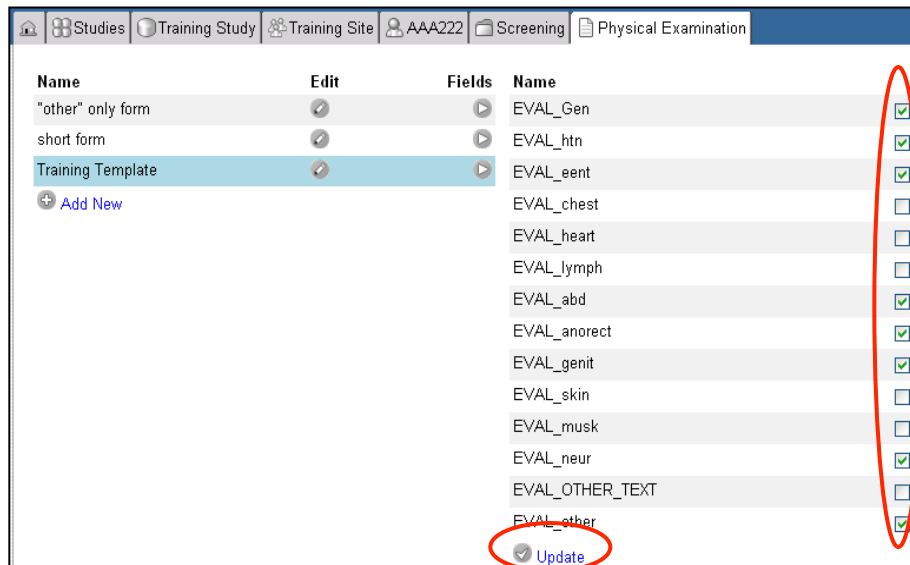 Studies Training Study Training Site AAA222 Screening Physical Examination
Name Edit Fields
"other" only form
short form
Training Template
Add New
Name
EVAL_Gen
EVAL_htn
EVAL_eent
EVAL_chest
EVAL_heart
EVAL_lymph
EVAL_abd
EVAL_anorect
EVAL_genit
EVAL_skin
EVAL_musk
EVAL_neur
EVAL_OTHER_TEXT
EVAL_other
Update